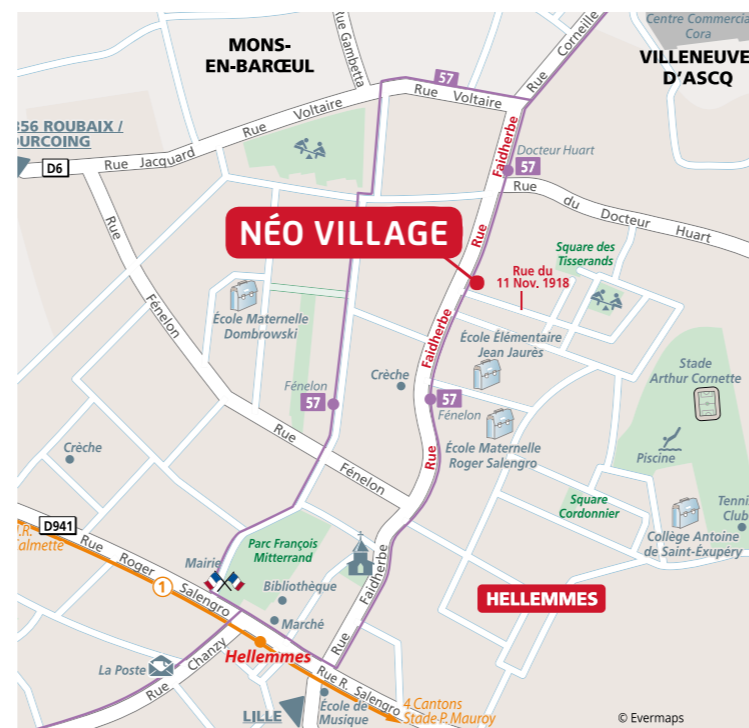 Centre Commercial
Cora
MONS-
EN-BARŒUL
Rue Gambetta
57
Rue Corneille
VILLENEUVE
D'ASCQ
Rue Voltaire
Rue Voltaire
OURCOING
D6
Rue Jacquard
Faidherbe
Docteur Huart
57
Rue du Docteur Huart
NÉO VILLAGE
Rue
Square des
Tisserands
Rue du
11 Nov. 1918
Rue Fénelon
École Maternelle
Dombrowski
Faidherbe
École Élémentaire
Jean Jaurès
Stade
Arthur Cornette
Crèche
Fénelon
57
57
Fénelon
Rue Fénelon
Rue
École Maternelle
Roger Salengro
Piscine
Crèche
Square
Cordonnier
Tennis
Club
Collège Antoine
de Saint-Exupéry
D941
Rue Roger Salengro
Parc François
Mitterrand
Mairie
1
Bibliothèque
Marché
Rue Faidherbe
HELLEMMES
Hellemmes
La Poste
Rue Chanzy
Rue R. Salengro
LILLE
École de
Musique
4 Cantons
Stade P. Mauroy
© Evermaps